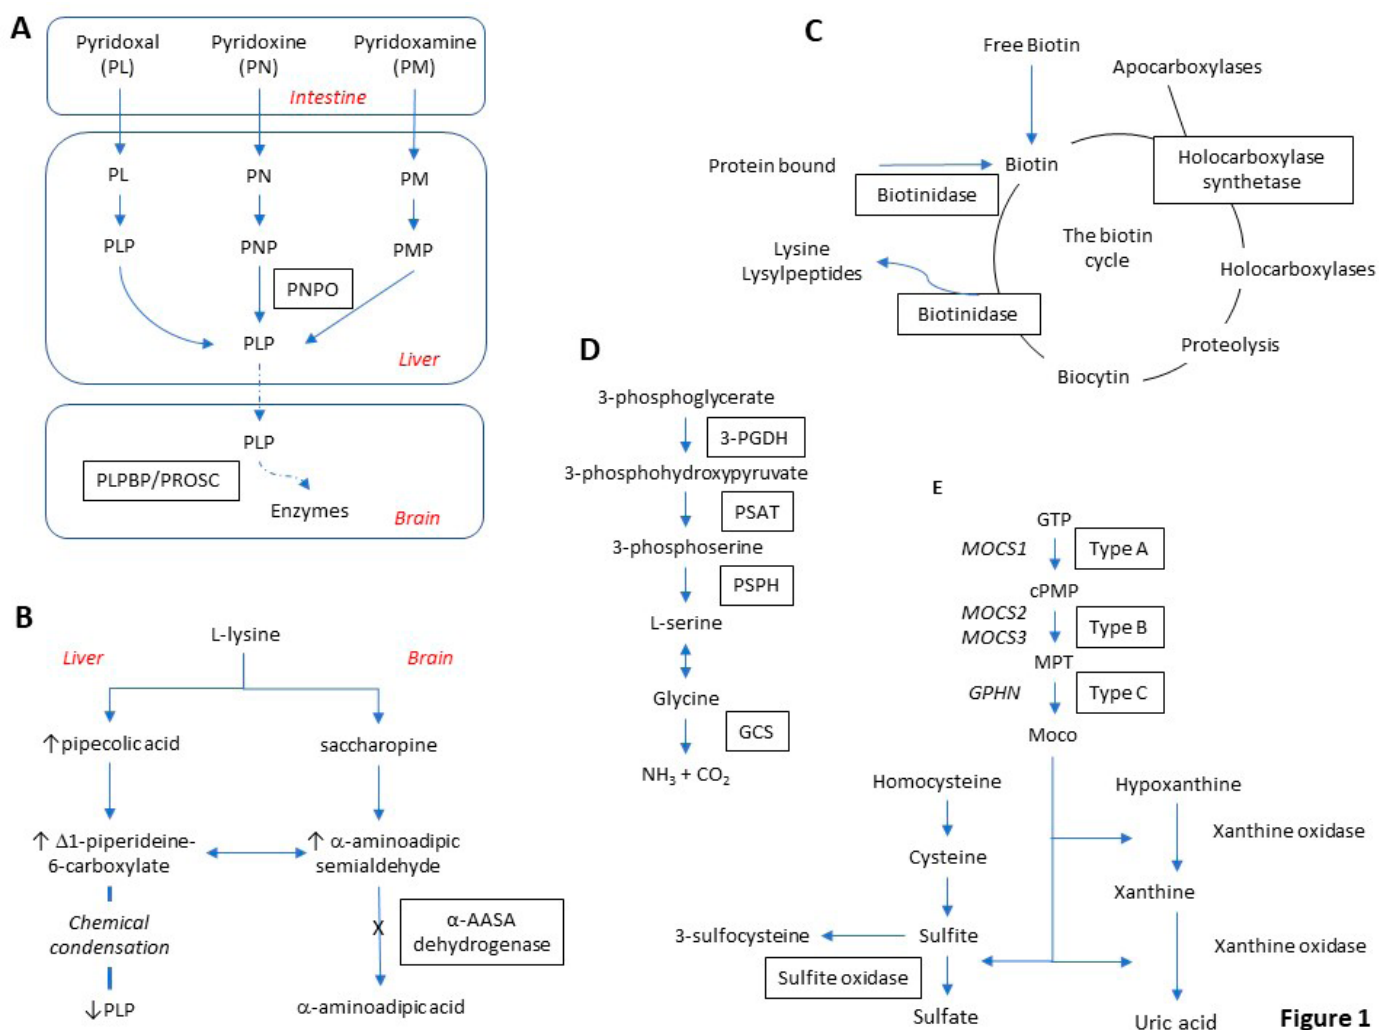 A
Pyridoxal
(PL)
Pyridoxine
(PN)
Pyridoxamine
(PM)
Intestine
PL
PN
PM
PLP
PNP
PMP
PNPO
PLP
Liver
PLP
PLPBP/PROSC
Enzymes
Brain
B
L-lysine
Liver
Brain
↑pipecolic acid
saccharopine
↑ Δ1-piperideine-
6-carboxylate
↑ α-aminoadipic
semialdehyde
Chemical
condensation
X
α-AASA
dehydrogenase
↓PLP
α-aminoadipic acid
C
Free Biotin
Apocarboxylases
Protein bound
Biotin
Holocarboxylase
synthetase
Biotinidase
The biotin
cycle
Lysine
Lysylpeptides
Holocarboxylases
Biotinidase
Proteolysis
Biocytin
D
3-phosphoglycerate
3-PGDH
3-phosphohydroxypyruvate
PSAT
3-phosphoserine
PSPH
L-serine
Glycine
GCS
NH₃ + CO₂
E
GTP
MOCS1
Type A
cPMP
MOCS2
MOCS3
Type B
MPT
GPHN
Type C
Moco
Homocysteine
Hypoxanthine
Xanthine oxidase
Cysteine
Xanthine
3-sulfocysteine
Sulfite
Xanthine oxidase
Sulfite oxidase
Sulfate
Uric acid
Figure 1